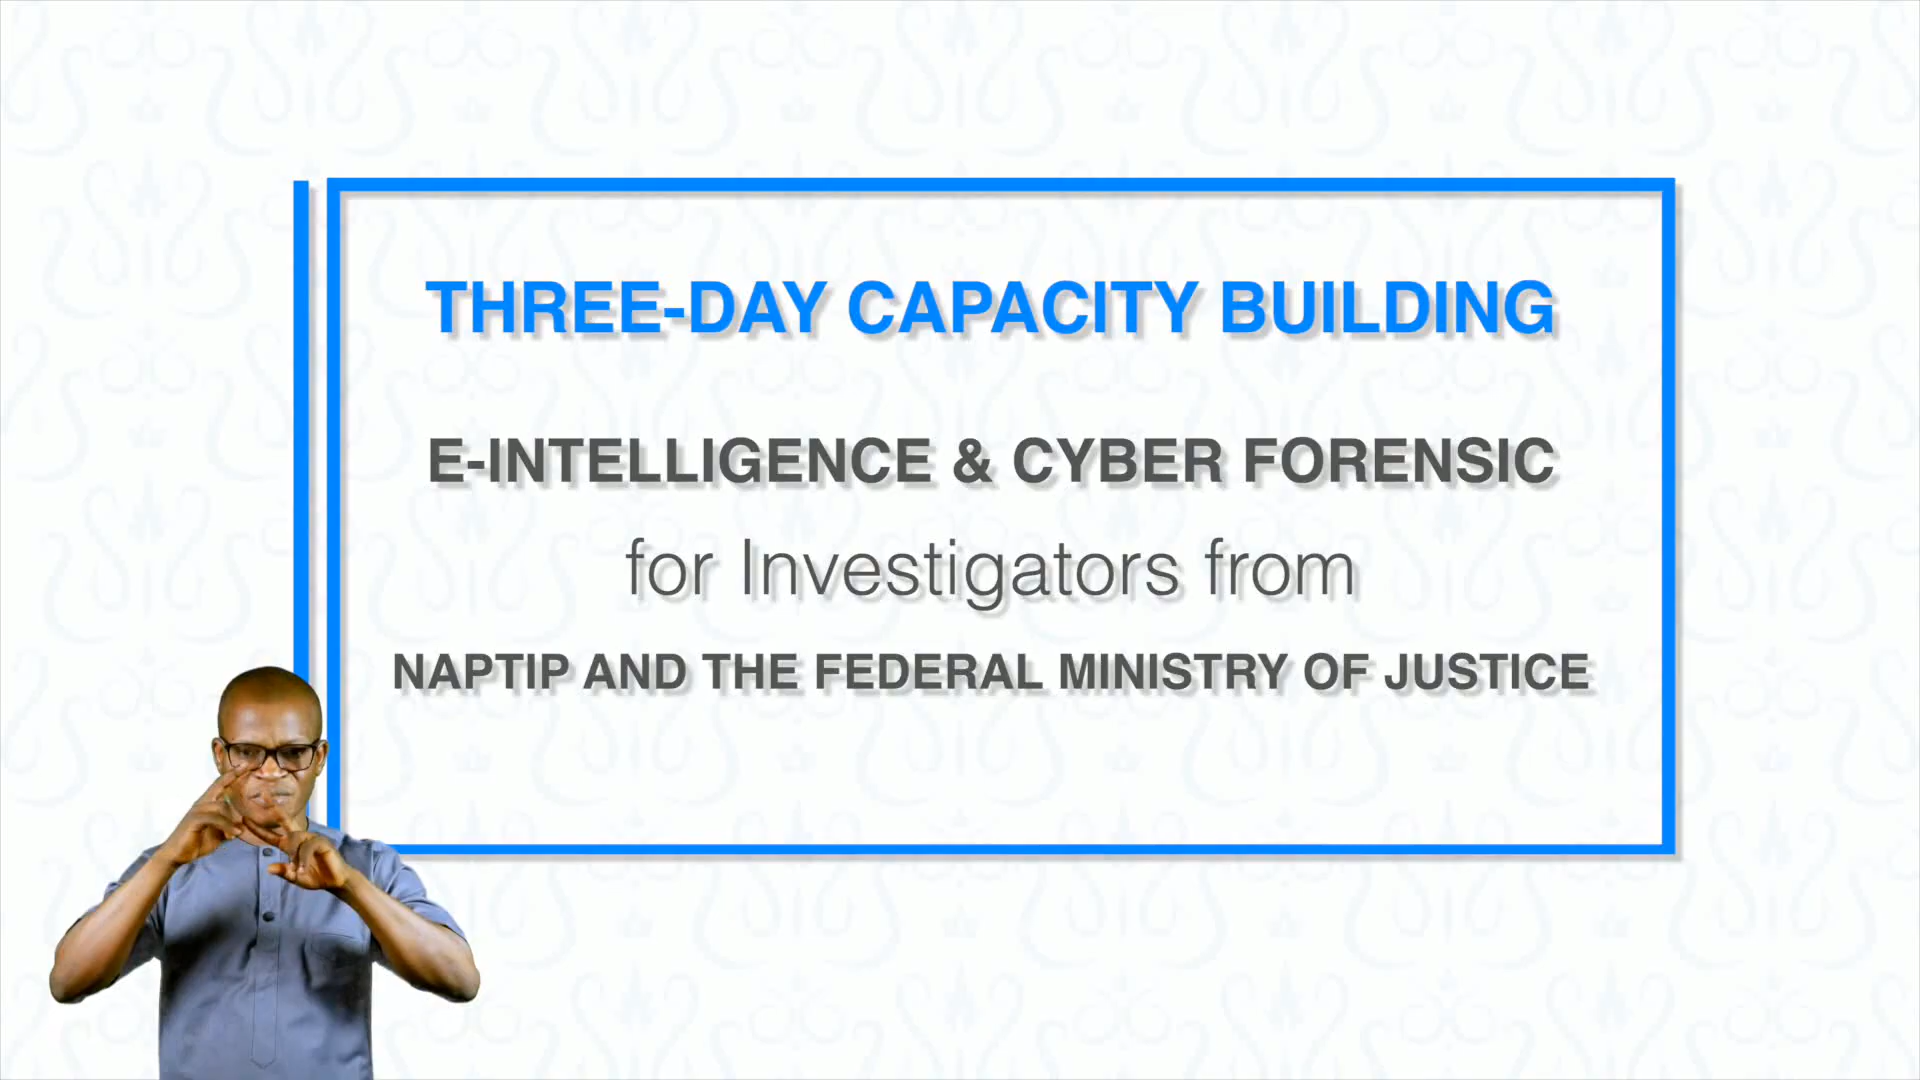 THREE-DAY CAPACITY BUILDING
E-INTELLIGENCE & CYBER FORENSIC
for Investigators from
NAPTIP AND THE FEDERAL MINISTRY OF JUSTICE